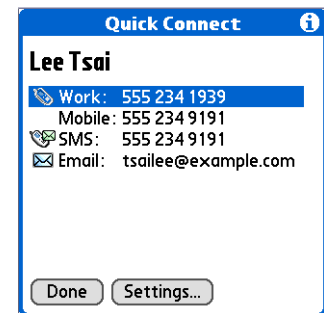 Quick Connect i
Lee Tsai
Work: 555 234 1939
Mobile: 555 234 9191
SMS: 555 234 9191
Email: tsailee@example.com
Done Settings...